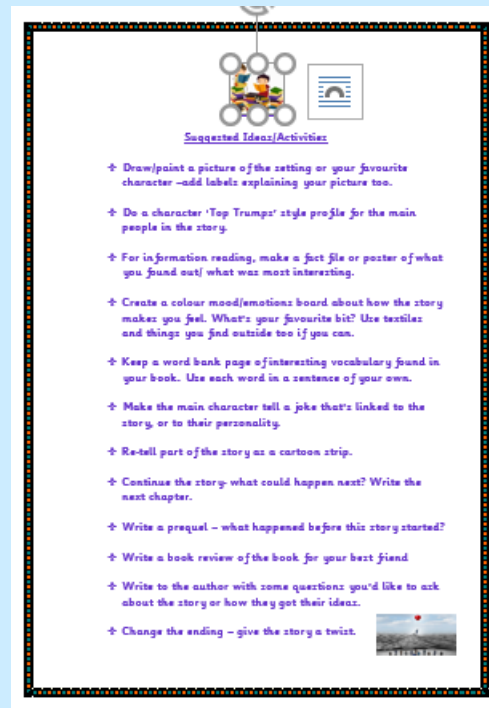 Suggested Ideas/Activities
Draw/paint a picture of the setting or your favourite
character –add labels explaining your picture too.
Do a character ‘Top Trumps’ style profile for the main
people in the story.
For information reading, make a fact file or poster of what
you found out/ what was most interesting.
Create a colour mood/emotions board about how the story
makes you feel. What’s your favourite bit? Use textiles
and things you find outside too if you can.
Keep a word bank page of interesting vocabulary found in
your book. Use each word in a sentence of your own.
Make the main character tell a joke that’s linked to the
story, or to their personality.
Re-tell part of the story as a cartoon strip.
Continue the story- what could happen next? Write the
next chapter.
Write a prequel – what happened before this story started?
Write a book review of the book for your best friend
Write to the author with some questions you’d like to ask
about the story or how they got their ideas.
Change the ending – give the story a twist.